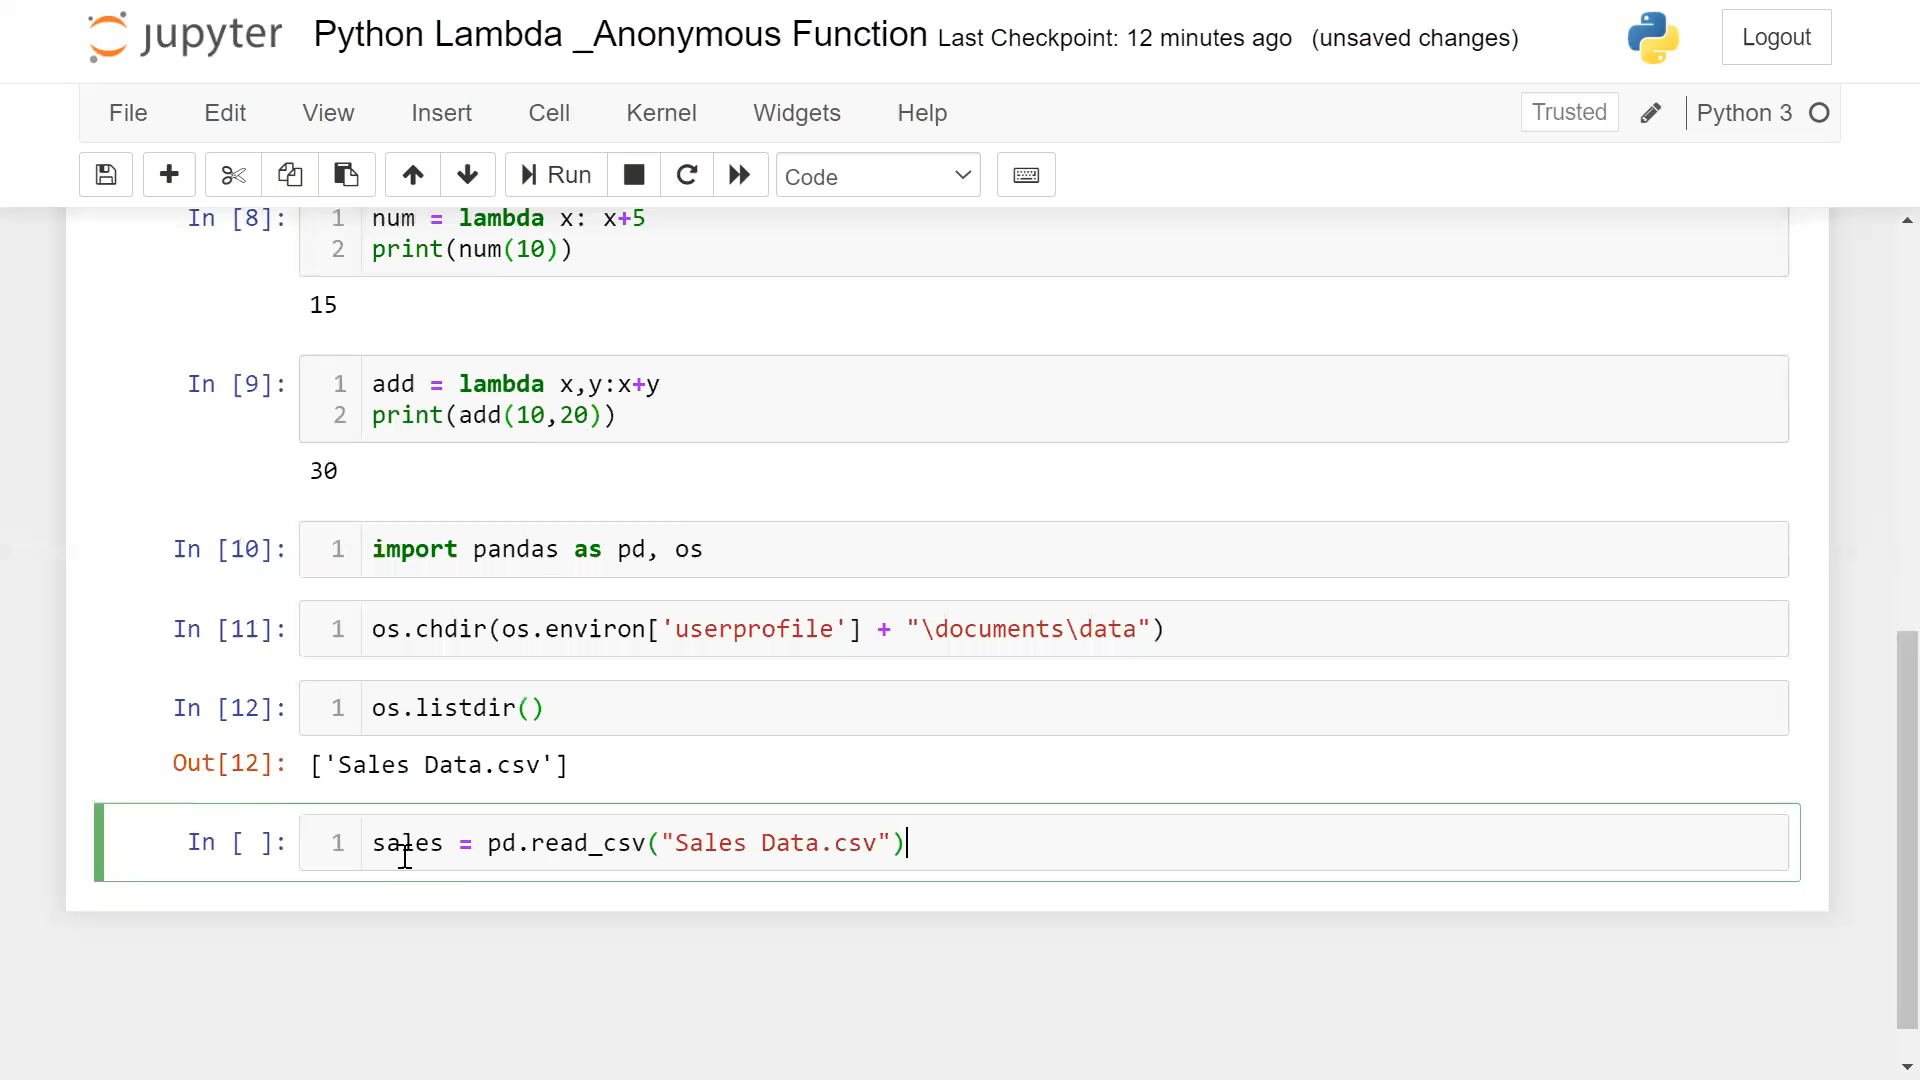 jupyter Python Lambda _Anonymous Function Last Checkpoint: 12 minutes ago (unsaved changes) Logout
File Edit View Insert Cell Kernel Widgets Help Trusted Python 3
Run Code
In [8]: 1 num = lambda x: x+5
2 print(num(10))
15
In [9]: 1 add = lambda x,y:x+y
2 print(add(10,20))
30
In [10]: 1 import pandas as pd, os
In [11]: 1 os.chdir(os.environ['userprofile'] + "\documents\data")
In [12]: 1 os.listdir()
Out[12]: ['Sales Data.csv']
In [ ]: 1 sales = pd.read_csv("Sales Data.csv")